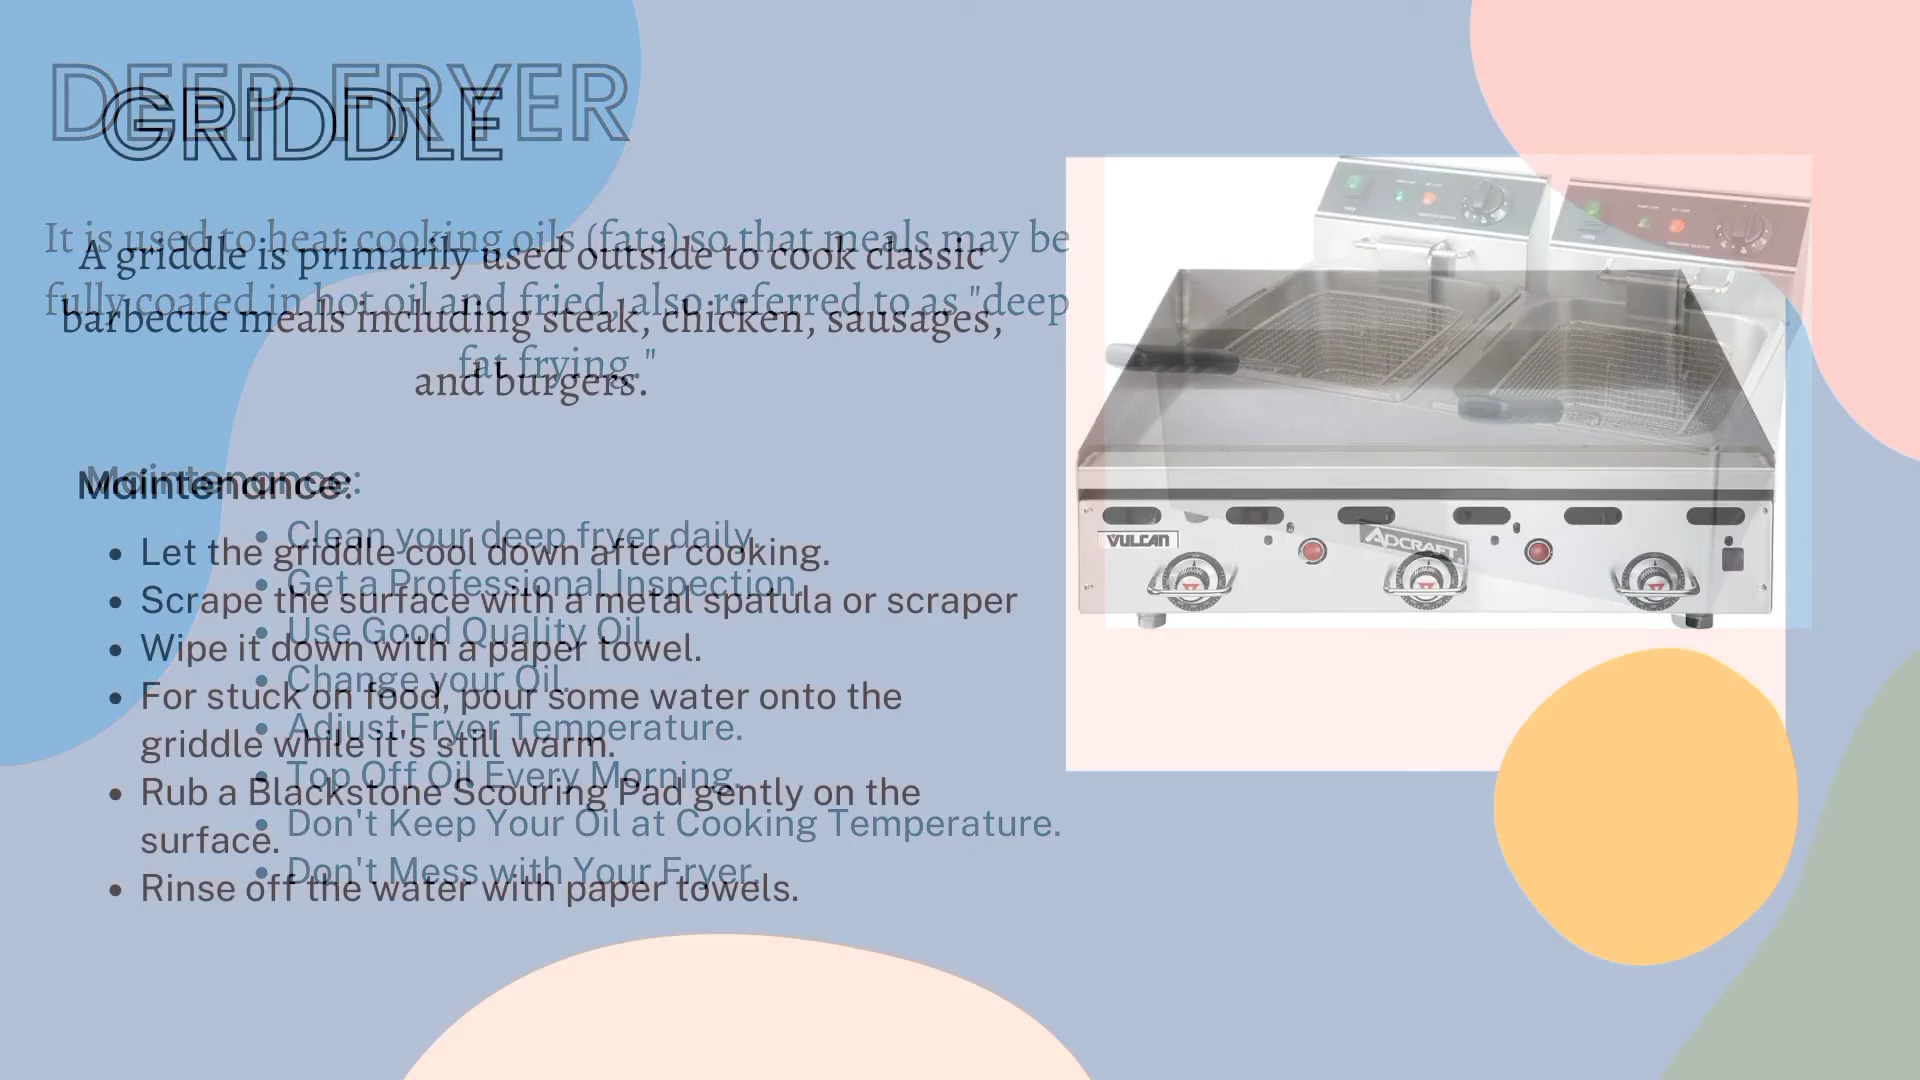 DEEP FRYER
It is used to heat cooking oils (fats) so that meals may be
fully coated in hot oil and fried, also referred to as "deep
fat frying."
Maintenance:
• Clean your deep fryer daily.
• Get a Professional Inspection.
• Use Good Quality Oil.
• Change your Oil.
• Adjust Fryer Temperature.
• Top Off Oil Every Morning.
• Don't Keep Your Oil at Cooking Temperature.
• Don't Mess with Your Fryer.
GRIDDLE
A griddle is primarily used outside to cook classic
barbecue meals including steak, chicken, sausages,
and burgers.
Maintenance:
• Let the griddle cool down after cooking.
• Scrape the surface with a metal spatula or scraper
• Wipe it down with a paper towel.
• For stuck on food, pour some water onto the
griddle while it's still warm.
• Rub a Blackstone Scouring Pad gently on the
surface.
• Rinse off the water with paper towels.
VULCAN
ADCRAFT